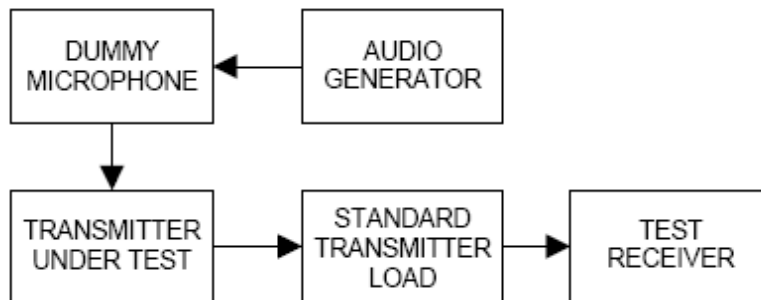 DUMMY
MICROPHONE
AUDIO
GENERATOR
TRANSMITTER
UNDER TEST
STANDARD
TRANSMITTER
LOAD
TEST
RECEIVER